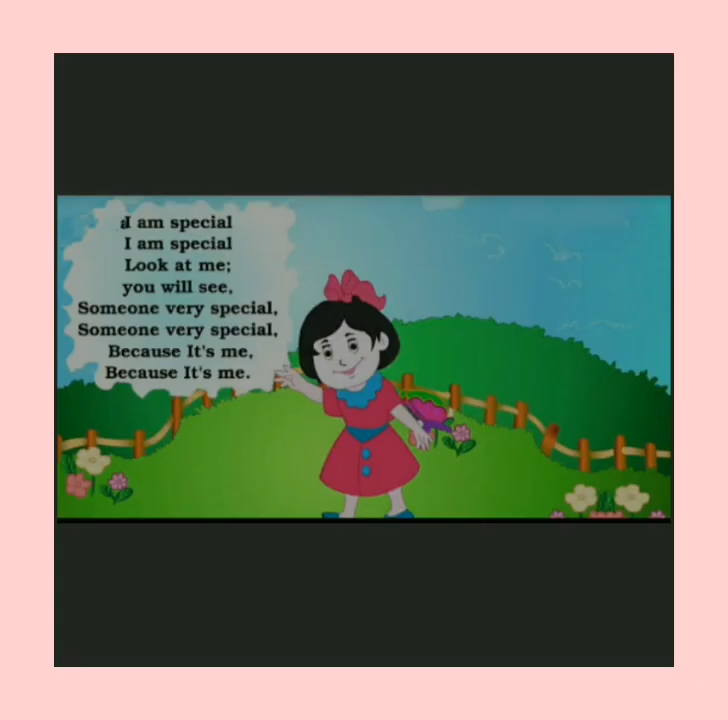 I am special
I am special
Look at me;
you will see,
Someone very special,
Someone very special,
Because It's me,
Because It's me.